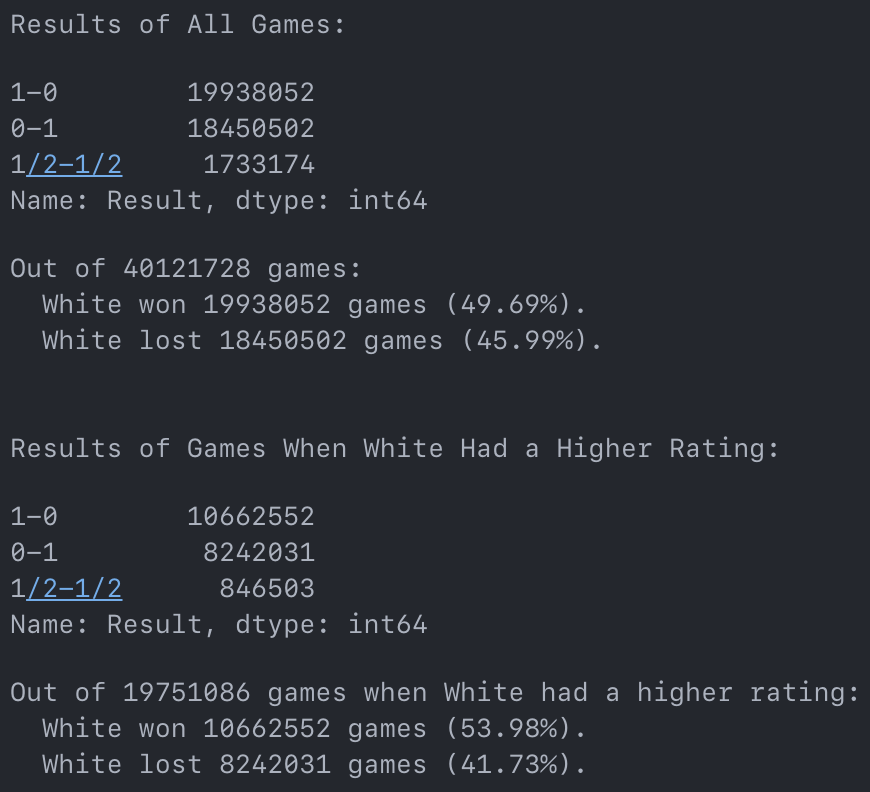 Results of All Games:
1-0 19938052
0-1 18450502
1/2-1/2 1733174
Name: Result, dtype: int64
Out of 40121728 games:
White won 19938052 games (49.69%).
White lost 18450502 games (45.99%).
Results of Games When White Had a Higher Rating:
1-0 10662552
0-1 8242031
1/2-1/2 846503
Name: Result, dtype: int64
Out of 19751086 games when White had a higher rating:
White won 10662552 games (53.98%).
White lost 8242031 games (41.73%).